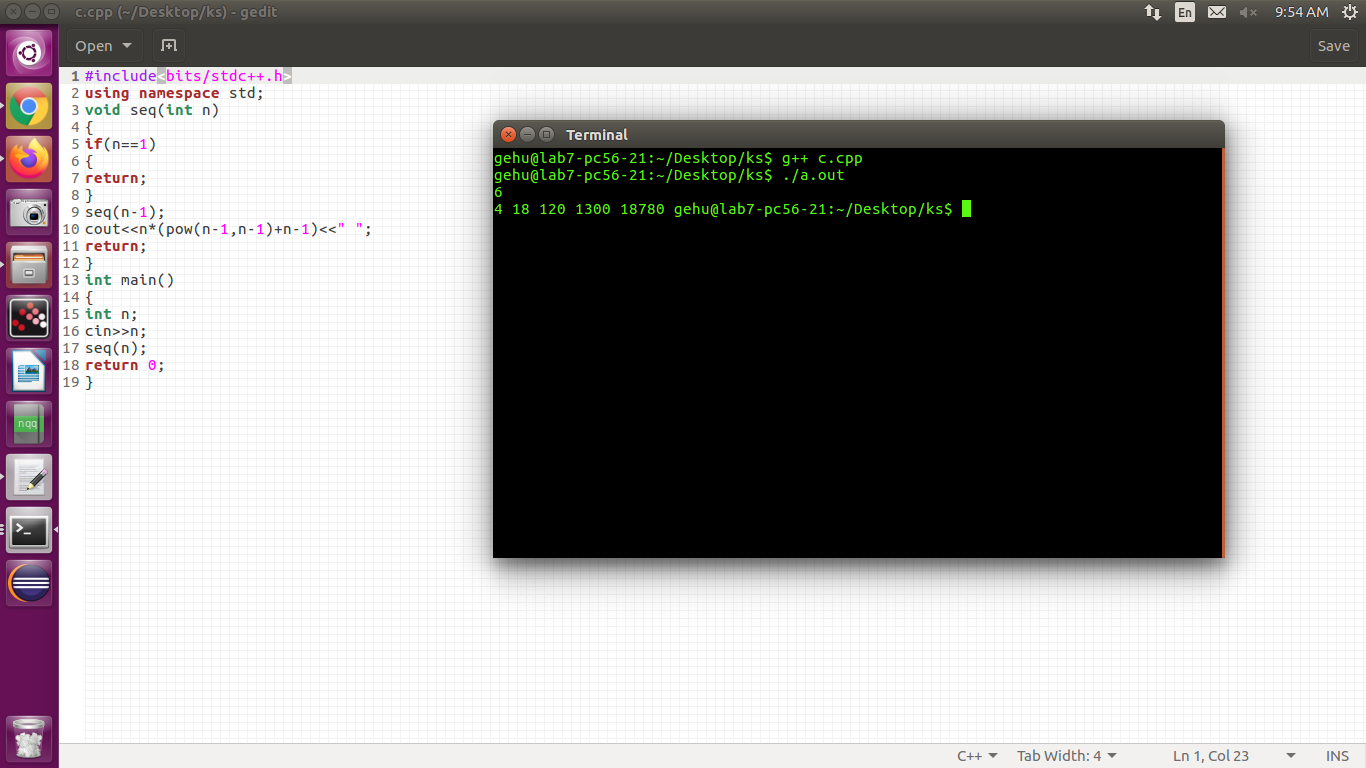 c.cpp (~/Desktop/ks) - gedit
En
9:54 AM
Open
Save
1 #include<bits/stdc++.h>
2 using namespace std;
3 void seq(int n)
4 {
5 if(n==1)
6 {
7 return;
8 }
9 seq(n-1);
10 cout<<n*(pow(n-1,n-1)+n-1)<<" ";
11 return;
12 }
13 int main()
14 {
15 int n;
16 cin>>n;
17 seq(n);
18 return 0;
19 }
Terminal
gehu@lab7-pc56-21:~/Desktop/ks$ g++ c.cpp
gehu@lab7-pc56-21:~/Desktop/ks$ ./a.out
6
4 18 120 1300 18780 gehu@lab7-pc56-21:~/Desktop/ks$
nqq
>_
C++
Tab Width: 4
Ln 1, Col 23
INS